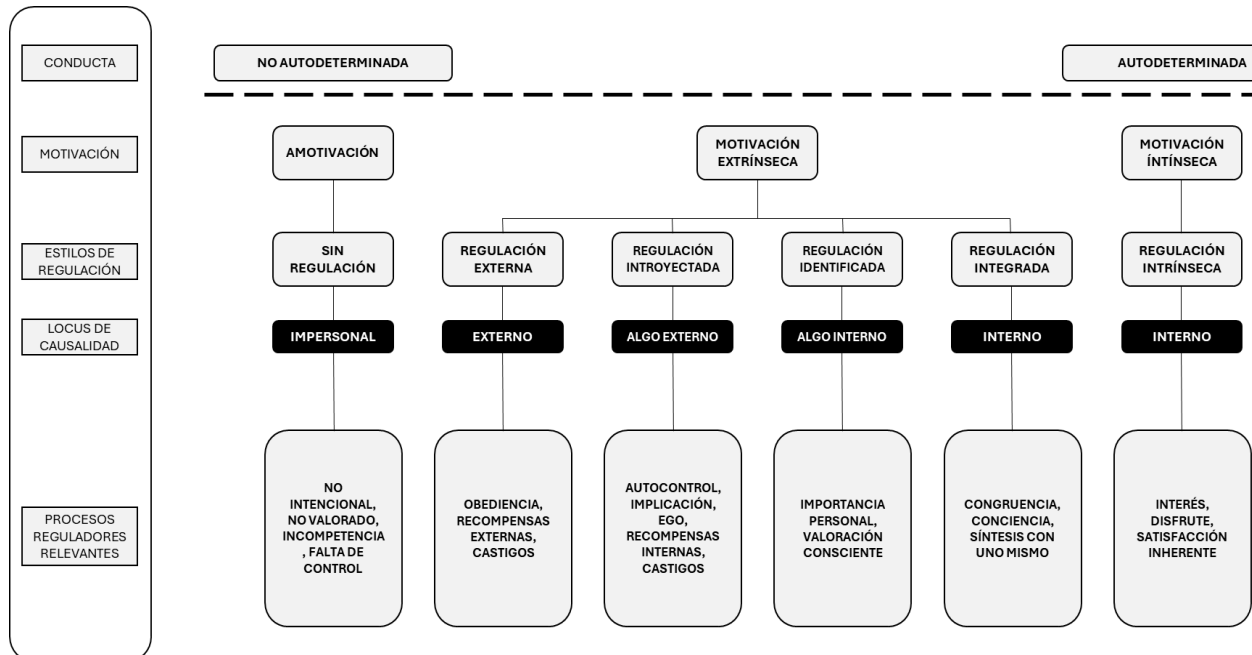 CONDUCTA
NO AUTODETERMINADA
AUTODETERMINADA
MOTIVACIÓN
AMOTIVACIÓN
MOTIVACIÓN
EXTRÍNSECA
MOTIVACIÓN
ÍNTÍNSECA
ESTILOS DE
REGULACIÓN
SIN
REGULACIÓN
REGULACIÓN
EXTERNA
REGULACIÓN
INTROYECTADA
REGULACIÓN
IDENTIFICADA
REGULACIÓN
INTEGRADA
REGULACIÓN
INTRÍNSECA
LOCUS DE
CAUSALIDAD
IMPERSONAL
EXTERNO
ALGO EXTERNO
ALGO INTERNO
INTERNO
INTERNO
PROCESOS
REGULADORES
RELEVANTES
NO
INTENCIONAL,
NO VALORADO,
INCOMPETENCIA
, FALTA DE
CONTROL
OBEDIENCIA,
RECOMPENSAS
EXTERNAS,
CASTIGOS
AUTOCONTROL,
IMPLICACIÓN,
EGO,
RECOMPENSAS
INTERNAS,
CASTIGOS
IMPORTANCIA
PERSONAL,
VALORACIÓN
CONSCIENTE
CONGRUENCIA,
CONCIENCIA,
SÍNTESIS CON
UNO MISMO
INTERÉS,
DISFRUTE,
SATISFACCIÓN
INHERENTE